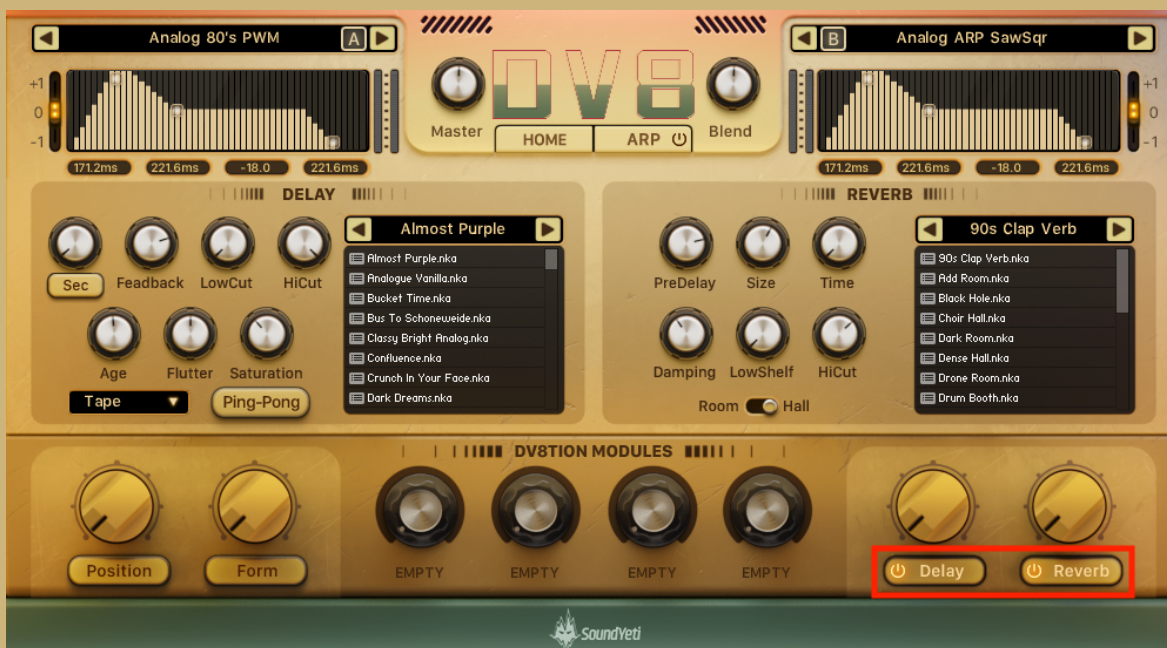 Analog 80's PWM A
B Analog ARP SawSqr
DV8
+1
0
-1
+1
0
-1
Master
Blend
HOME ARP
171.2ms 221.6ms -18.0 221.6ms
171.2ms 221.6ms -18.0 221.6ms
DELAY
Sec Feadback LowCut HiCut
Age Flutter Saturation
Tape Ping-Pong
Almost Purple
Almost Purple.nka
Analogue Vanilla.nka
Bucket Time.nka
Bus To Schoneweide.nka
Classy Bright Analog.nka
Confluence.nka
Crunch In Your Face.nka
Dark Dreams.nka
REVERB
PreDelay Size Time
Damping LowShelf HiCut
Room Hall
90s Clap Verb
90s Clap Verb.nka
Add Room.nka
Black Hole.nka
Choir Hall.nka
Dark Room.nka
Dense Hall.nka
Drone Room.nka
Drum Booth.nka
DV8TION MODULES
Position Form
EMPTY EMPTY EMPTY EMPTY
Delay Reverb
SoundYeti